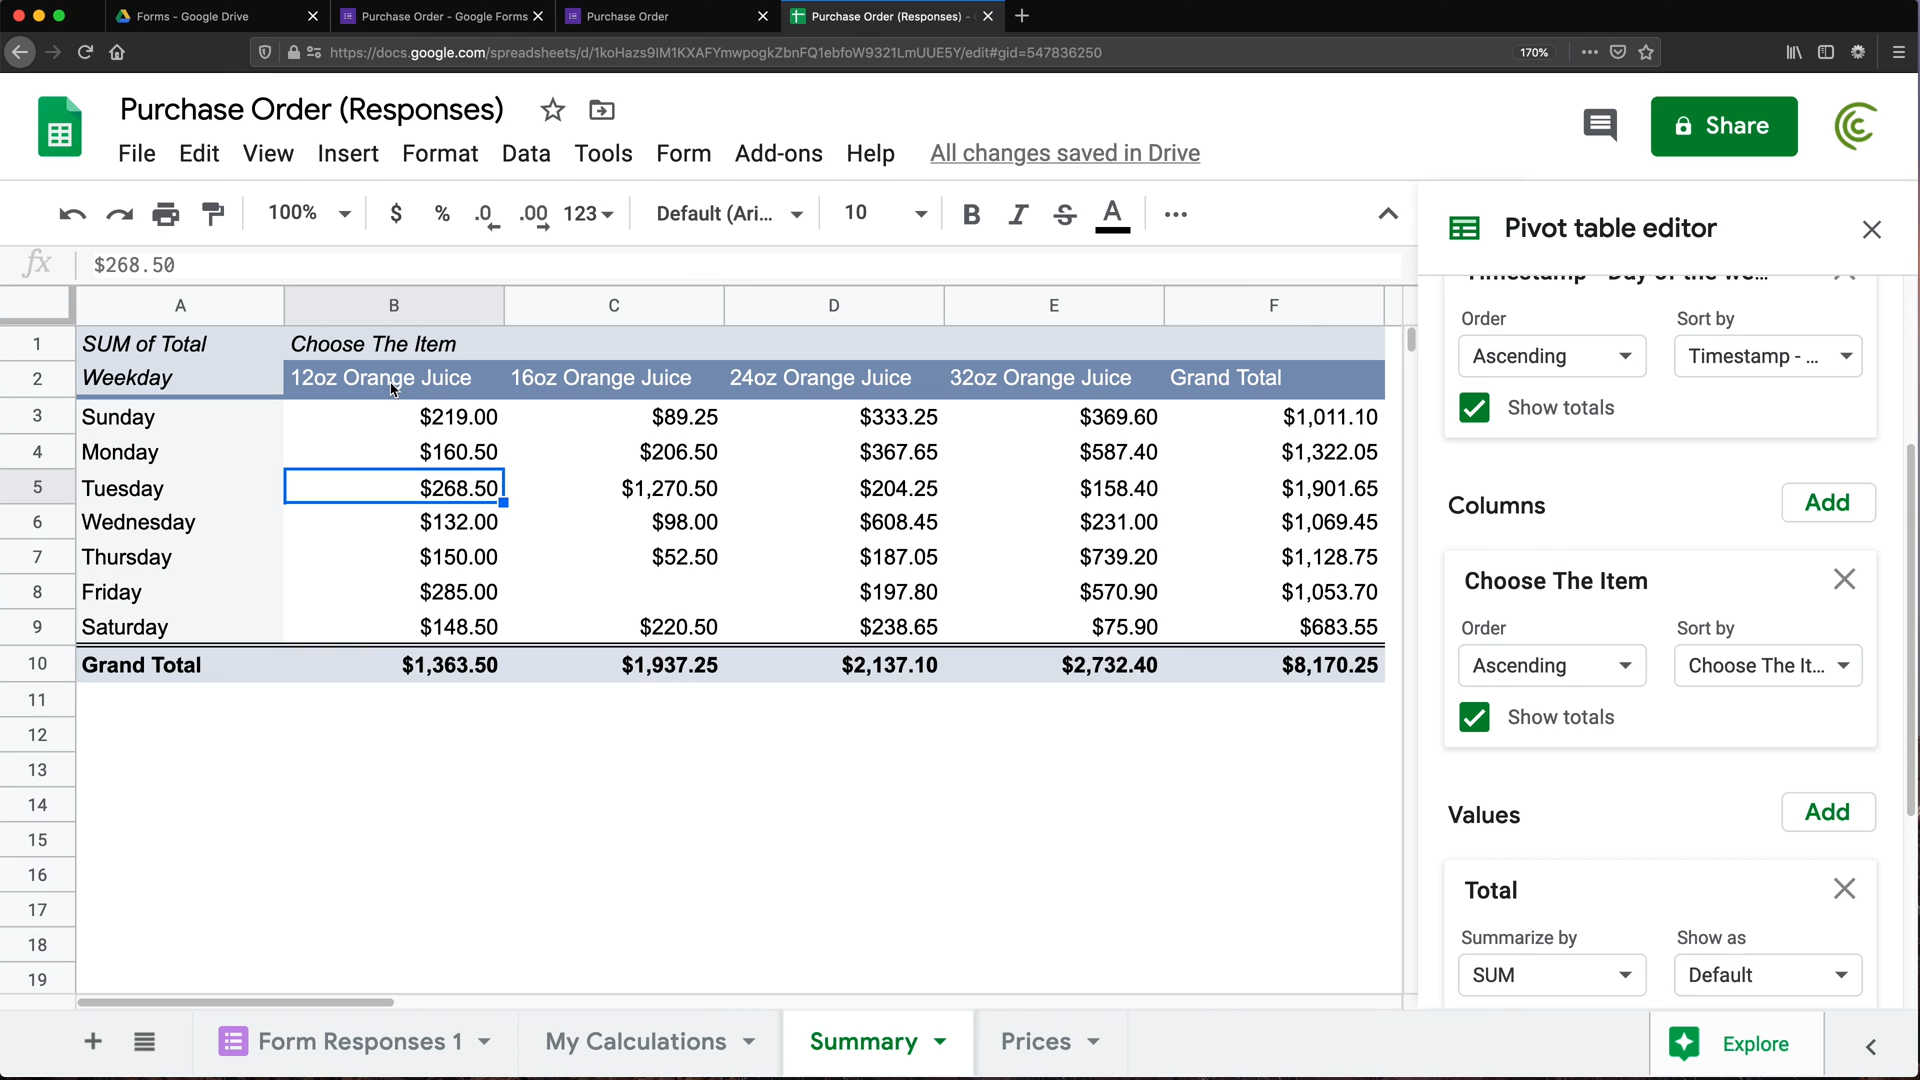 Forms - Google Drive
Purchase Order - Google Forms
Purchase Order
Purchase Order (Responses) -
https://docs.google.com/spreadsheets/d/1koHazs9IM1KXAFYmwpogkZbnFQ1ebfoW9321LmUUE5Y/edit#gid=547836250
170%
Purchase Order (Responses)
Share
File Edit View Insert Format Data Tools Form Add-ons Help All changes saved in Drive
100% $ % .0 .00 123 Default (Ari... 10 B I S A
Pivot table editor
fx $268.50
A B C D E F
1 SUM of Total Choose The Item
2 Weekday 12oz Orange Juice 16oz Orange Juice 24oz Orange Juice 32oz Orange Juice Grand Total
3 Sunday $219.00 $89.25 $333.25 $369.60 $1,011.10
4 Monday $160.50 $206.50 $367.65 $587.40 $1,322.05
5 Tuesday $268.50 $1,270.50 $204.25 $158.40 $1,901.65
6 Wednesday $132.00 $98.00 $608.45 $231.00 $1,069.45
7 Thursday $150.00 $52.50 $187.05 $739.20 $1,128.75
8 Friday $285.00 $197.80 $570.90 $1,053.70
9 Saturday $148.50 $220.50 $238.65 $75.90 $683.55
10 Grand Total $1,363.50 $1,937.25 $2,137.10 $2,732.40 $8,170.25
11
12
13
14
15
16
17
18
19
Timestamp - Day of the we...
Order Sort by
Ascending Timestamp - ...
Show totals
Columns Add
Choose The Item
Order Sort by
Ascending Choose The It...
Show totals
Values Add
Total
Summarize by Show as
SUM Default
Form Responses 1 My Calculations Summary Prices Explore